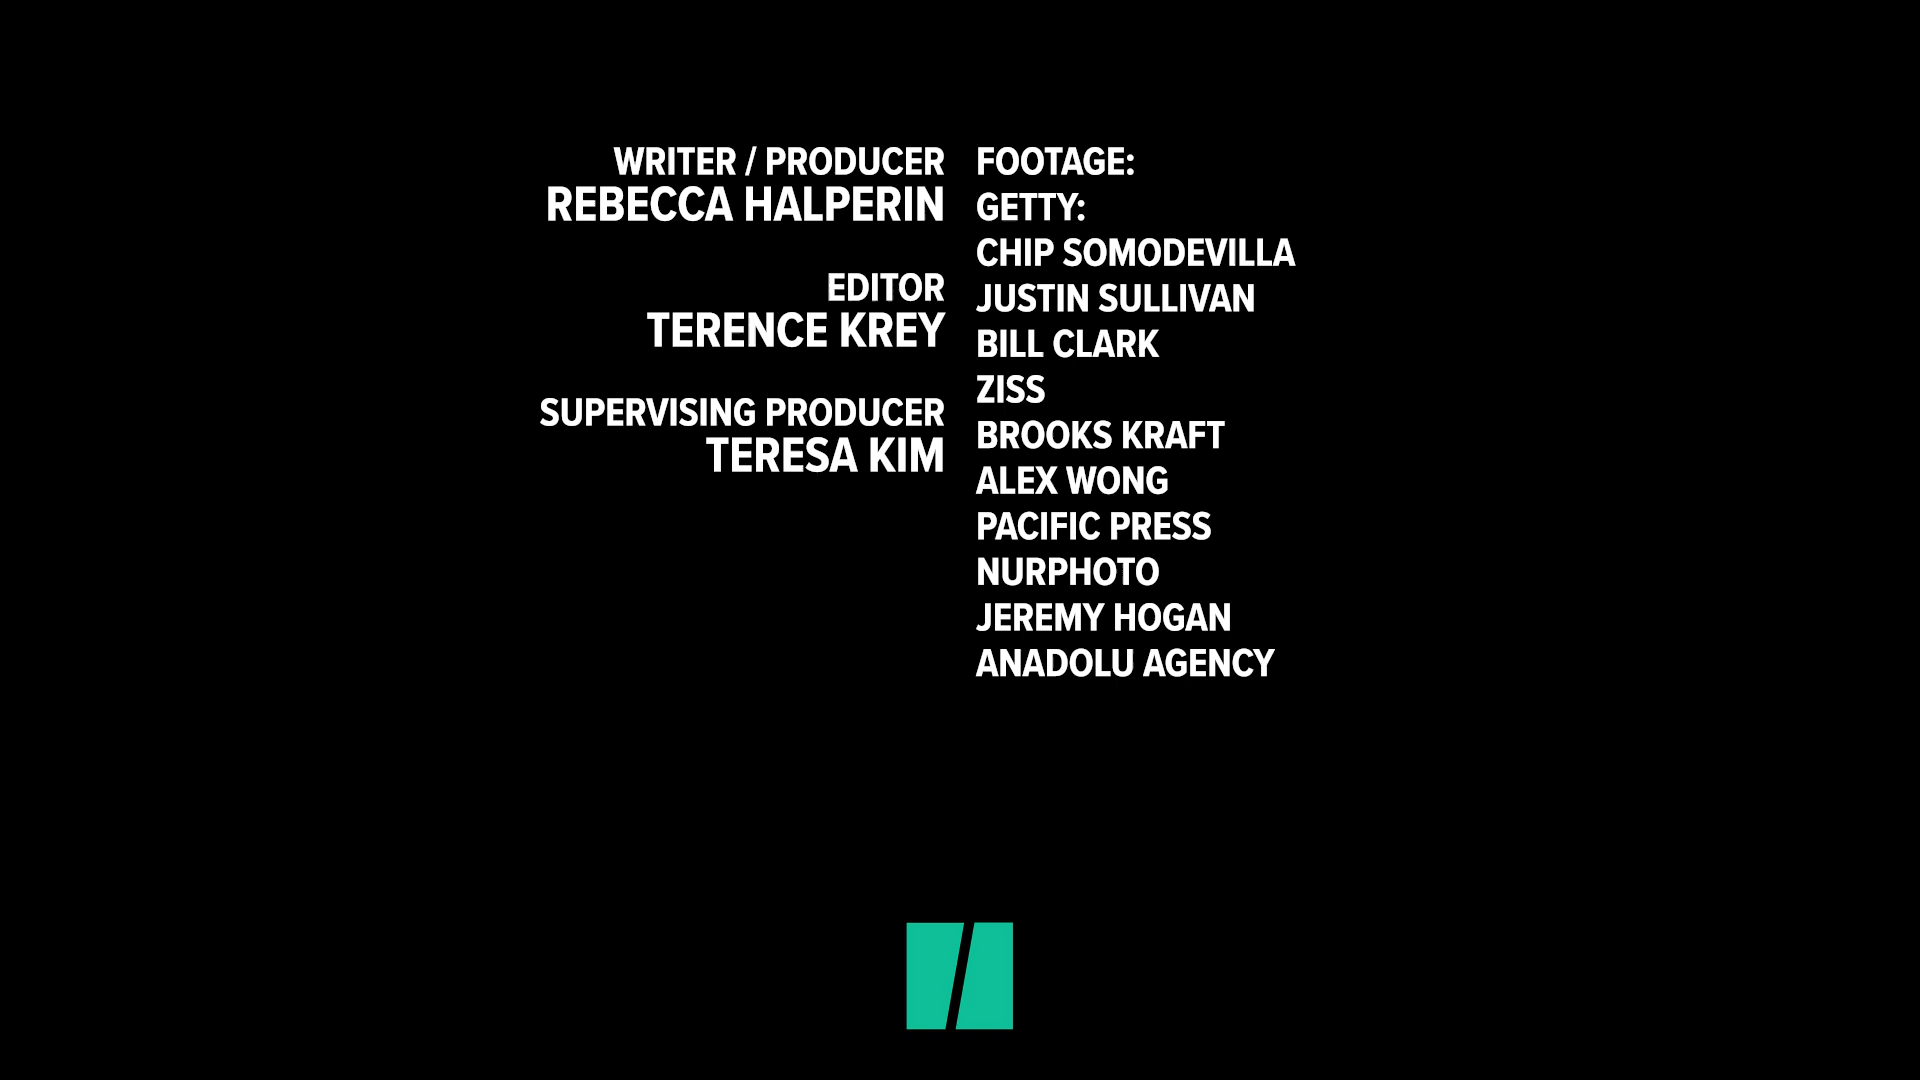 WRITER / PRODUCER
REBECCA HALPERIN
EDITOR
TERENCE KREY
SUPERVISING PRODUCER
TERESA KIM
FOOTAGE:
GETTY:
CHIP SOMODEVILLA
JUSTIN SULLIVAN
BILL CLARK
ZISS
BROOKS KRAFT
ALEX WONG
PACIFIC PRESS
NURPHOTO
JEREMY HOGAN
ANADOLU AGENCY